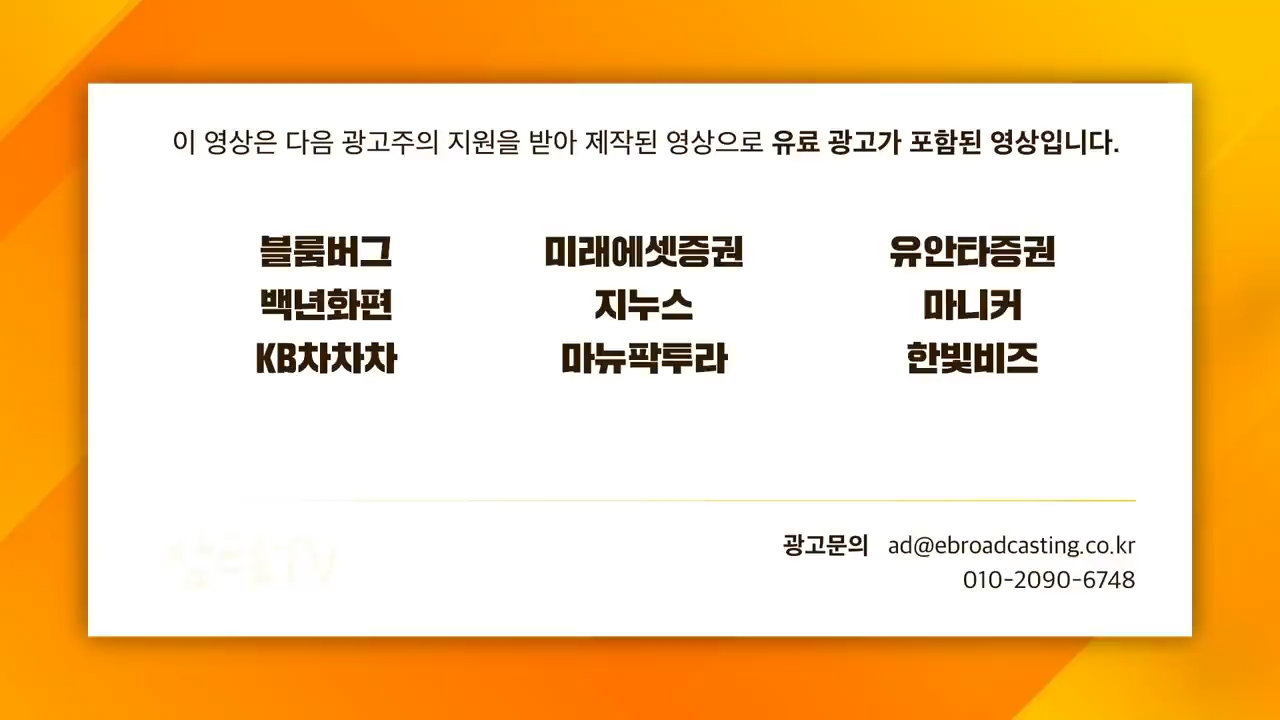 이 영상은 다음 광고주의 지원을 받아 제작된 영상으로 유료 광고가 포함된 영상입니다.
블룸버그 미래에셋증권 유안타증권
백년화편 지누스 마니커
KB차차차 마뉴팍투라 한빛비즈
광고문의 ad@ebroadcasting.co.kr
010-2090-6748